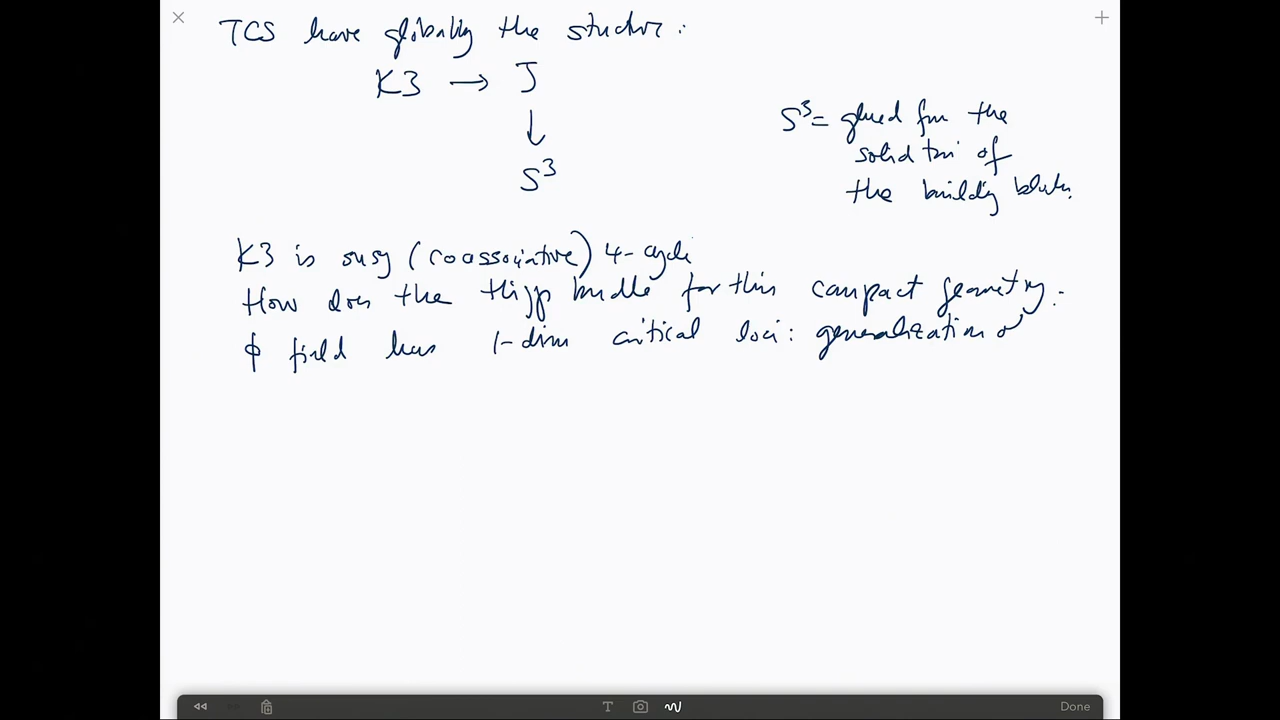 TCS have globally the structure:
K3 → J
↓
S³
S³ = glued from the
solid tori of
the building blocks.
K3 is susy (coassociative) 4-cycle
How does the Higgs bundle for this compact geometry:
ϕ field has 1-dim critical loci: generalization of
T
Done